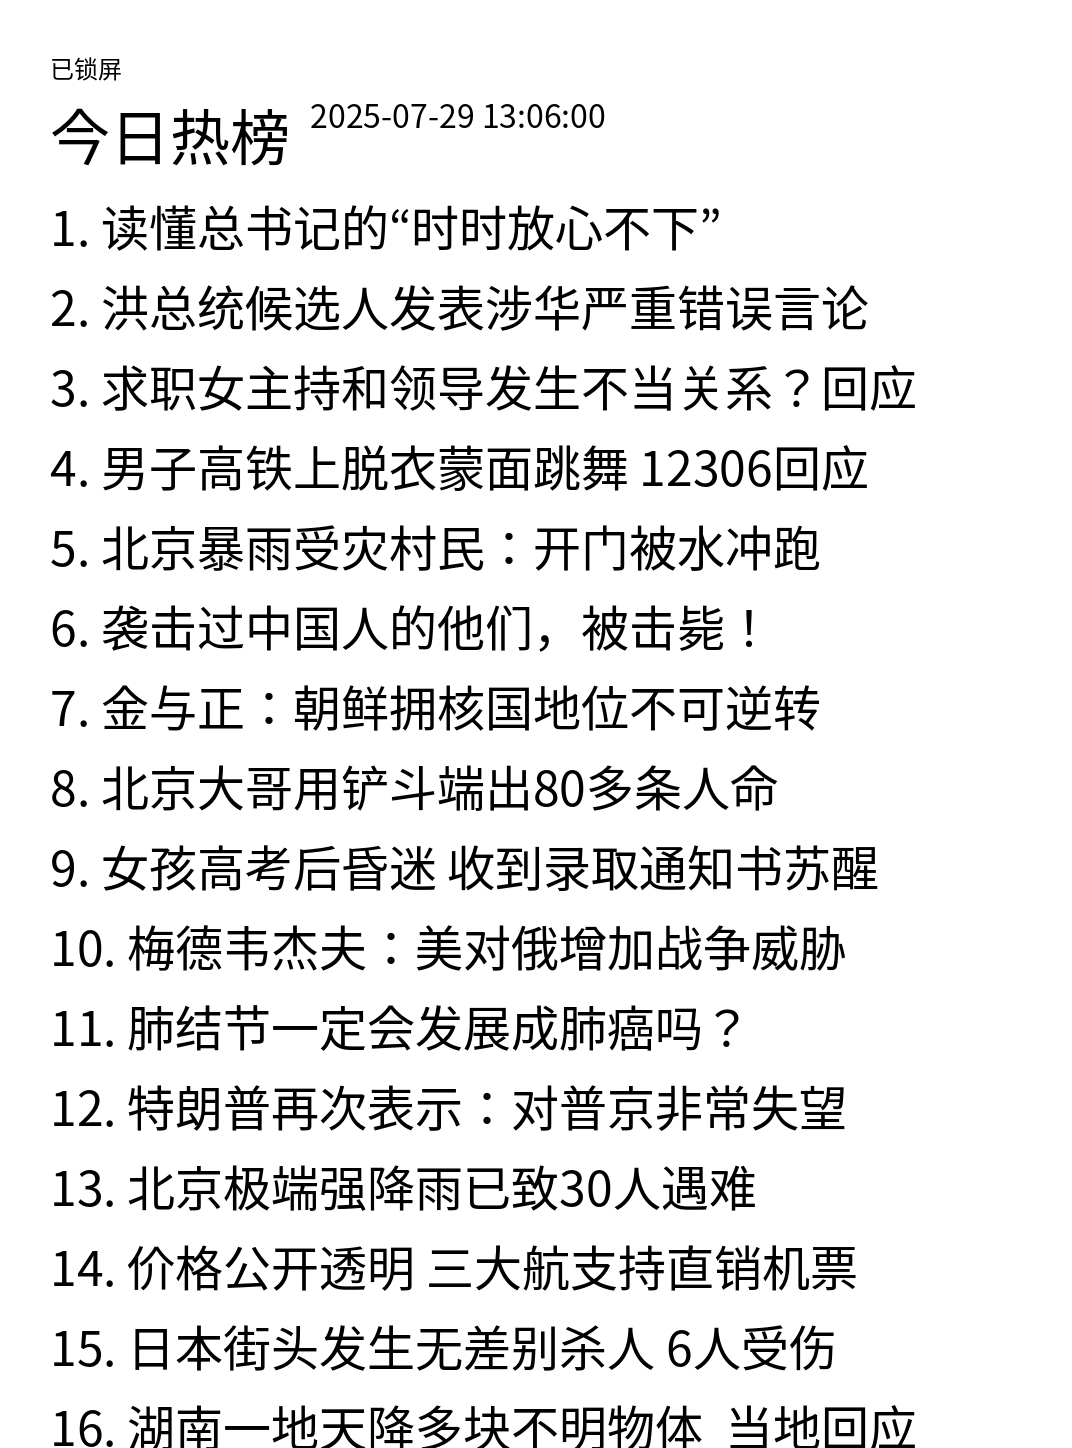 已锁屏
今日热榜 2025-07-29 13:06:00
1. 读懂总书记的“时时放心不下”
2. 洪总统候选人发表涉华严重错误言论
3. 求职女主持和领导发生不当关系？回应
4. 男子高铁上脱衣蒙面跳舞 12306回应
5. 北京暴雨受灾村民：开门被水冲跑
6. 袭击过中国人的他们，被击毙！
7. 金与正：朝鲜拥核国地位不可逆转
8. 北京大哥用铲斗端出80多条人命
9. 女孩高考后昏迷 收到录取通知书苏醒
10. 梅德韦杰夫：美对俄增加战争威胁
11. 肺结节一定会发展成肺癌吗？
12. 特朗普再次表示：对普京非常失望
13. 北京极端强降雨已致30人遇难
14. 价格公开透明 三大航支持直销机票
15. 日本街头发生无差别杀人 6人受伤
16. 湖南一地天降多块不明物体 当地回应